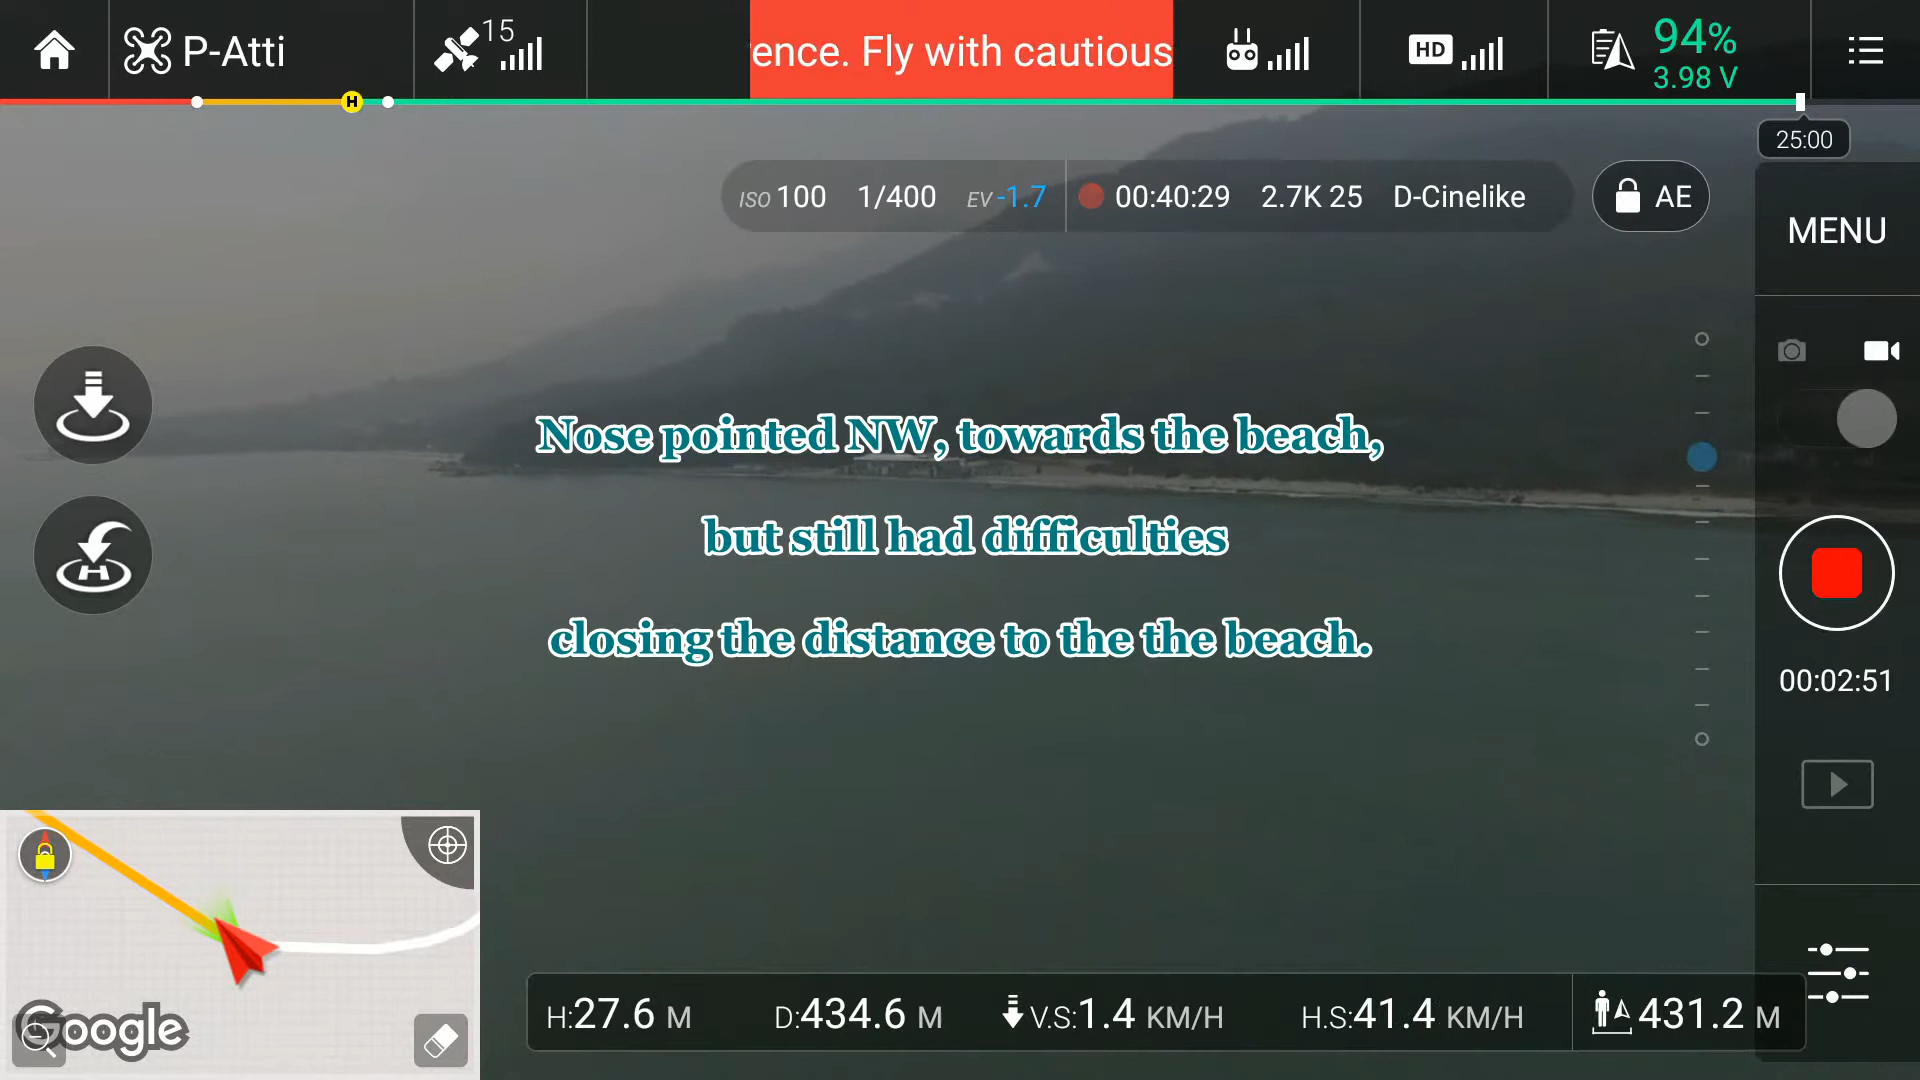 P-Atti
15
ence. Fly with cautious
HD
94%
3.98 V
H
25:00
ISO 100 1/400 EV -1.7 00:40:29 2.7K 25 D-Cinelike
AE
MENU
Nose pointed NW, towards the beach,
but still had difficulties
closing the distance to the the beach.
00:02:51
Google
H:27.6 M D:434.6 M V.S:1.4 KM/H H.S:41.4 KM/H 431.2 M